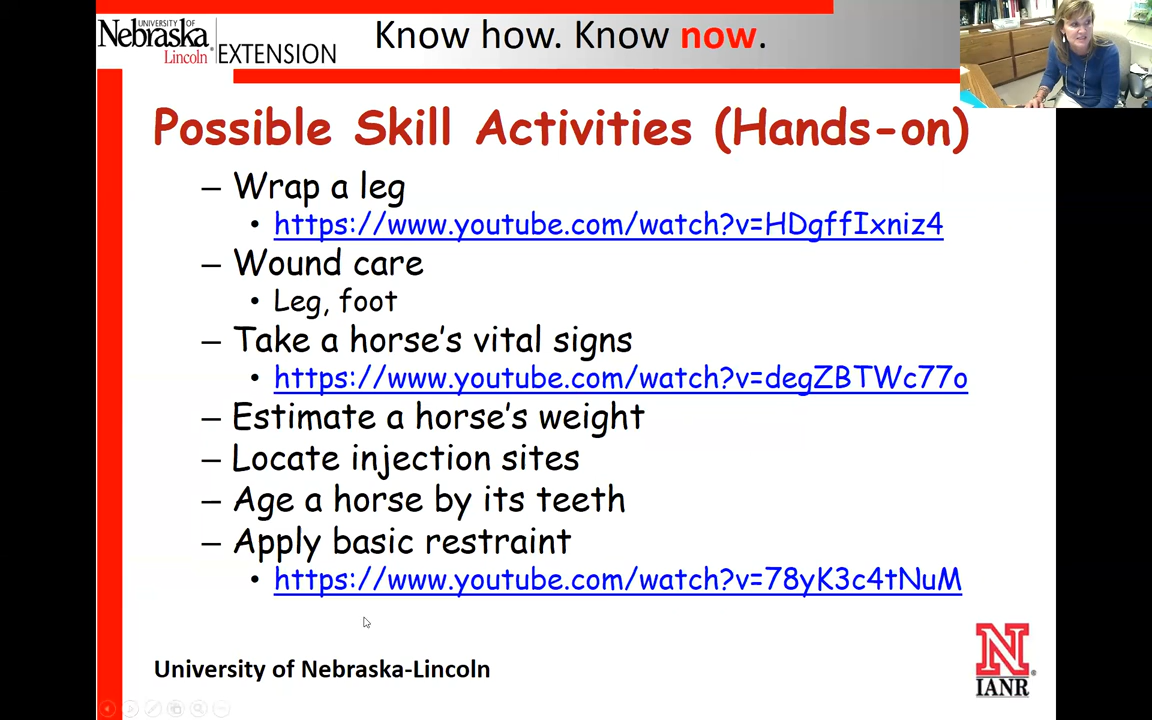 UNIVERSITY OF
Nebraska
Lincoln
EXTENSION
Know how. Know now.
Possible Skill Activities (Hands-on)
– Wrap a leg
• https://www.youtube.com/watch?v=HDgffIxniz4
– Wound care
• Leg, foot
– Take a horse's vital signs
• https://www.youtube.com/watch?v=degZBTWc77o
– Estimate a horse's weight
– Locate injection sites
– Age a horse by its teeth
– Apply basic restraint
• https://www.youtube.com/watch?v=78yK3c4tNuM
University of Nebraska-Lincoln
N
IANR